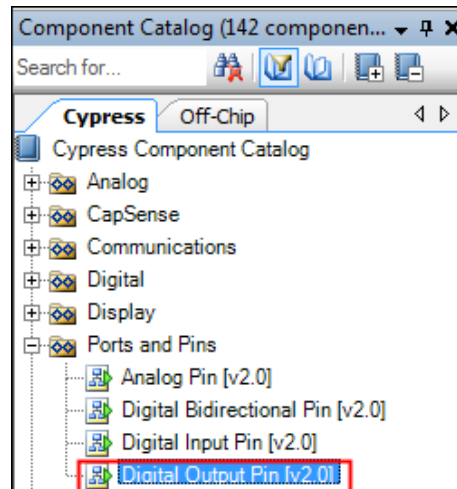 Component Catalog (142 componen...
Search for...
Cypress
Off-Chip
Cypress Component Catalog
Analog
CapSense
Communications
Digital
Display
Ports and Pins
Analog Pin [v2.0]
Digital Bidirectional Pin [v2.0]
Digital Input Pin [v2.0]
Digital Output Pin [v2.0]